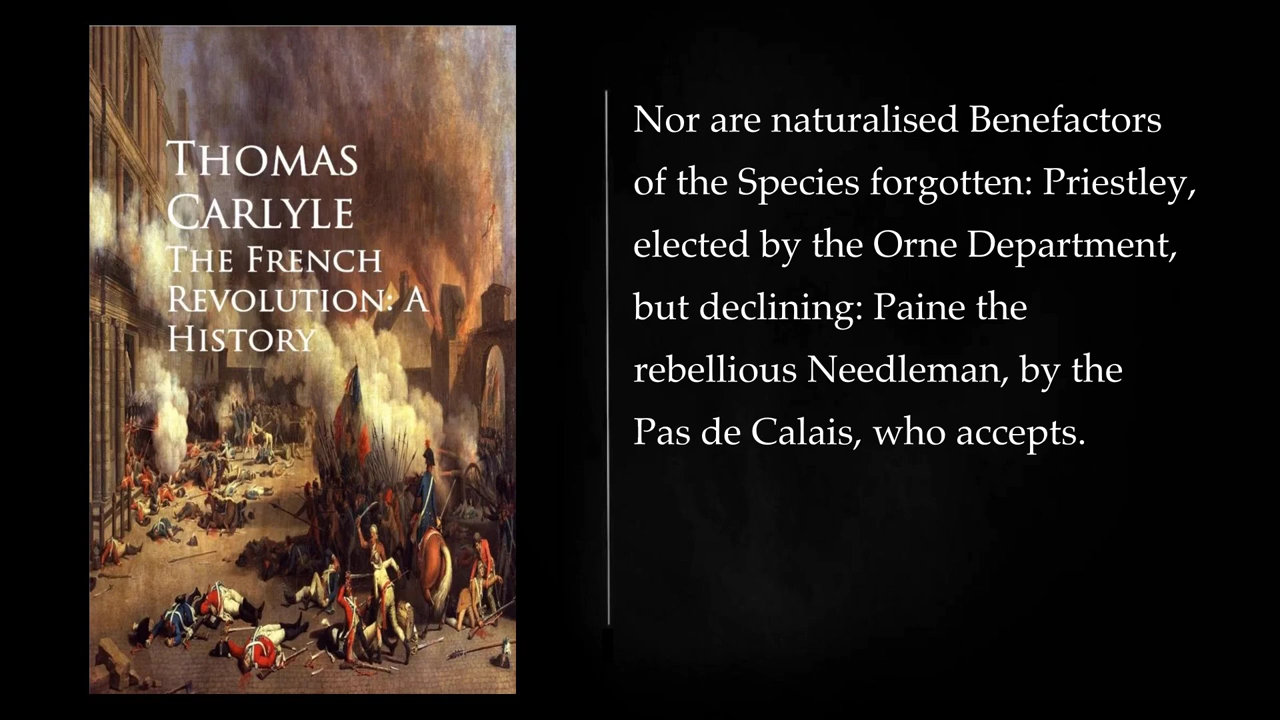 THOMAS
CARLYLE
THE FRENCH
REVOLUTION: A
HISTORY
Nor are naturalised Benefactors
of the Species forgotten: Priestley,
elected by the Orne Department,
but declining: Paine the
rebellious Needleman, by the
Pas de Calais, who accepts.